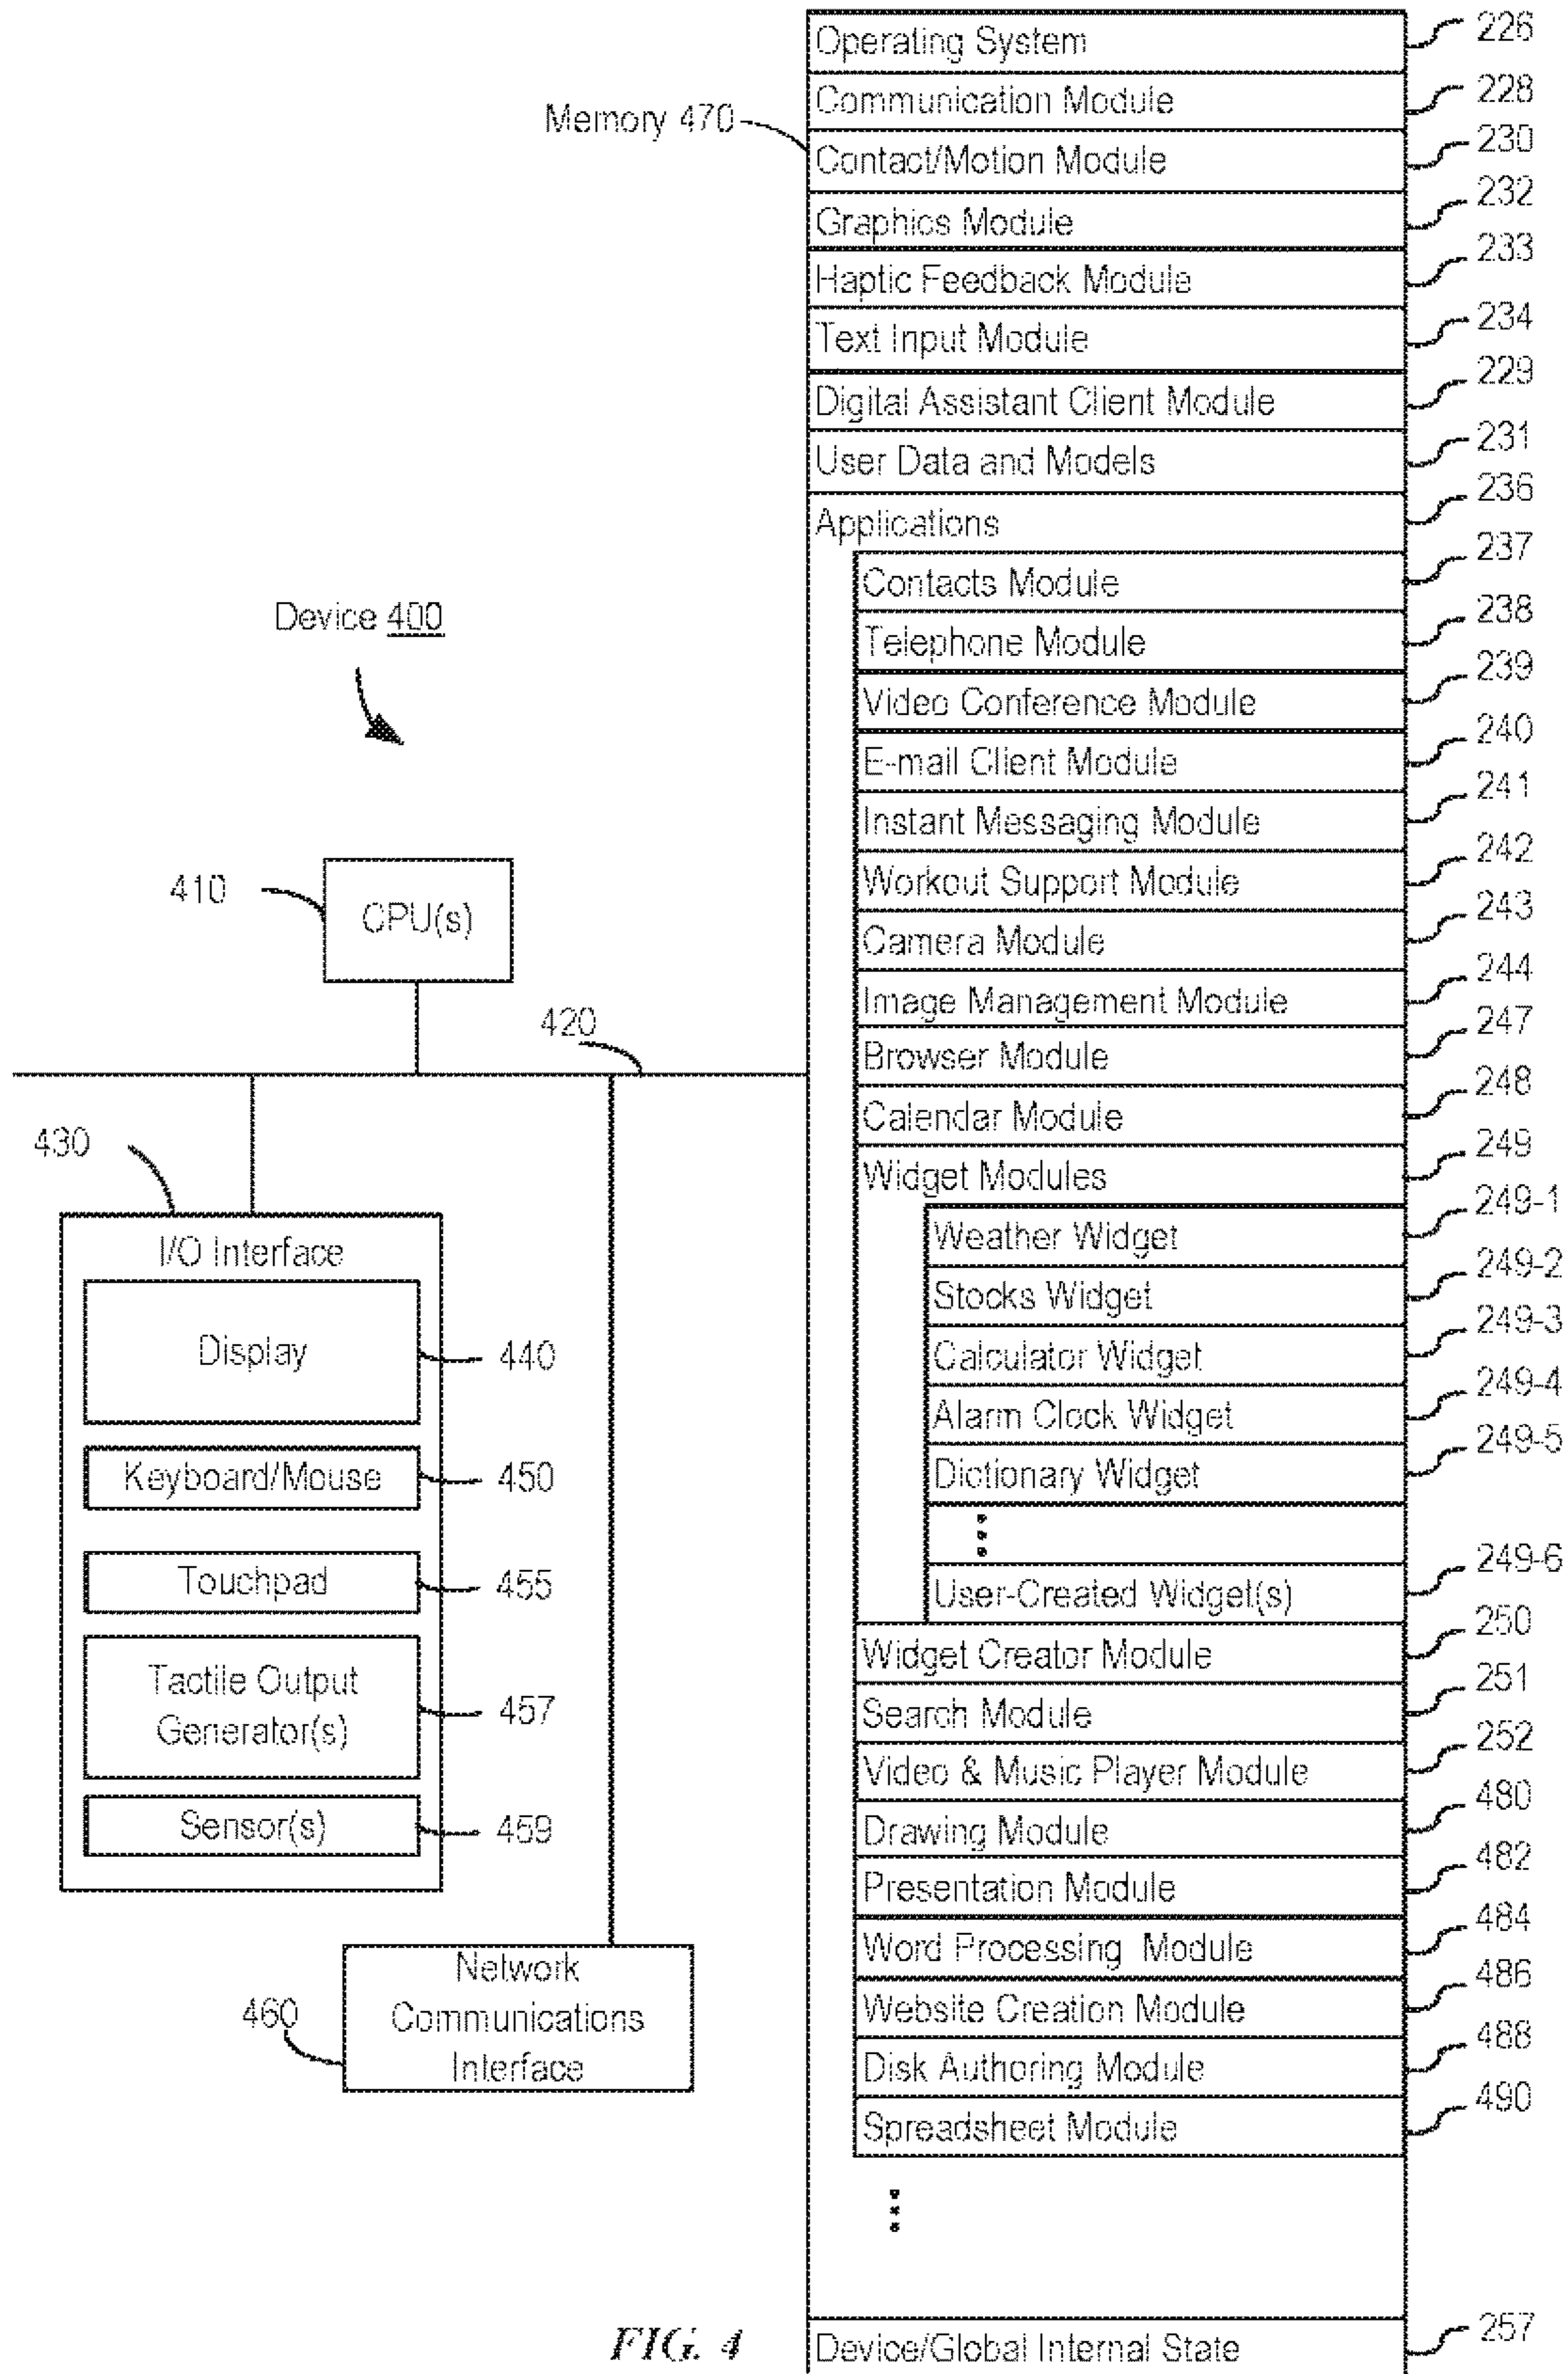 Operating System 226
Communication Module 228
Memory 470
Contact/Motion Module 230
Graphics Module 232
Haptic Feedback Module 233
Text Input Module 234
Digital Assistant Client Module 229
User Data and Models 231
Applications 236
Contacts Module 237
Telephone Module 238
Video Conference Module 239
E-mail Client Module 240
Instant Messaging Module 241
Workout Support Module 242
Camera Module 243
Image Management Module 244
Browser Module 247
Calendar Module 248
Widget Modules 249
Weather Widget 249-1
Stocks Widget 249-2
Calculator Widget 249-3
Alarm Clock Widget 249-4
Dictionary Widget 249-5
User-Created Widget(s) 249-6
Widget Creator Module 250
Search Module 251
Video & Music Player Module 252
Drawing Module 480
Presentation Module 482
Word Processing Module 484
Website Creation Module 486
Disk Authoring Module 488
Spreadsheet Module 490
Device/Global Internal State 257
Device 400
410
CPU(s)
420
430
I/O Interface
Display 440
Keyboard/Mouse 450
Touchpad 455
Tactile Output
Generator(s)
457
Sensor(s) 459
460
Network
Communications
Interface
FIG. 4